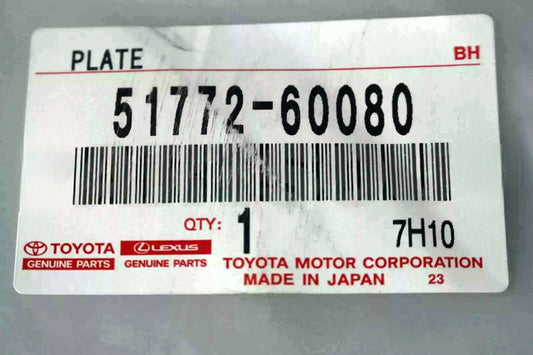 PLATE BH
51772-60080
QTY: 1 7H10
TOYOTA LEXUS
GENUINE PARTS GENUINE PARTS TOYOTA MOTOR CORPORATION
MADE IN JAPAN 23